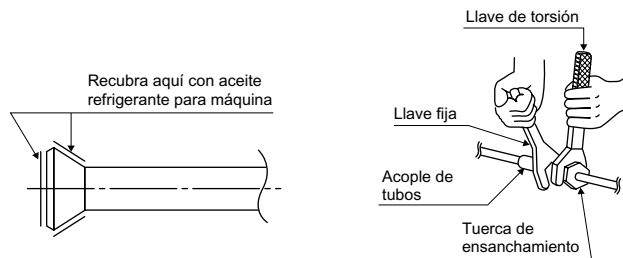 Recubra aquí con aceite
refrigerante para máquina
Llave de torsión
Llave fija
Acople de
tubos
Tuerca de
ensanchamiento